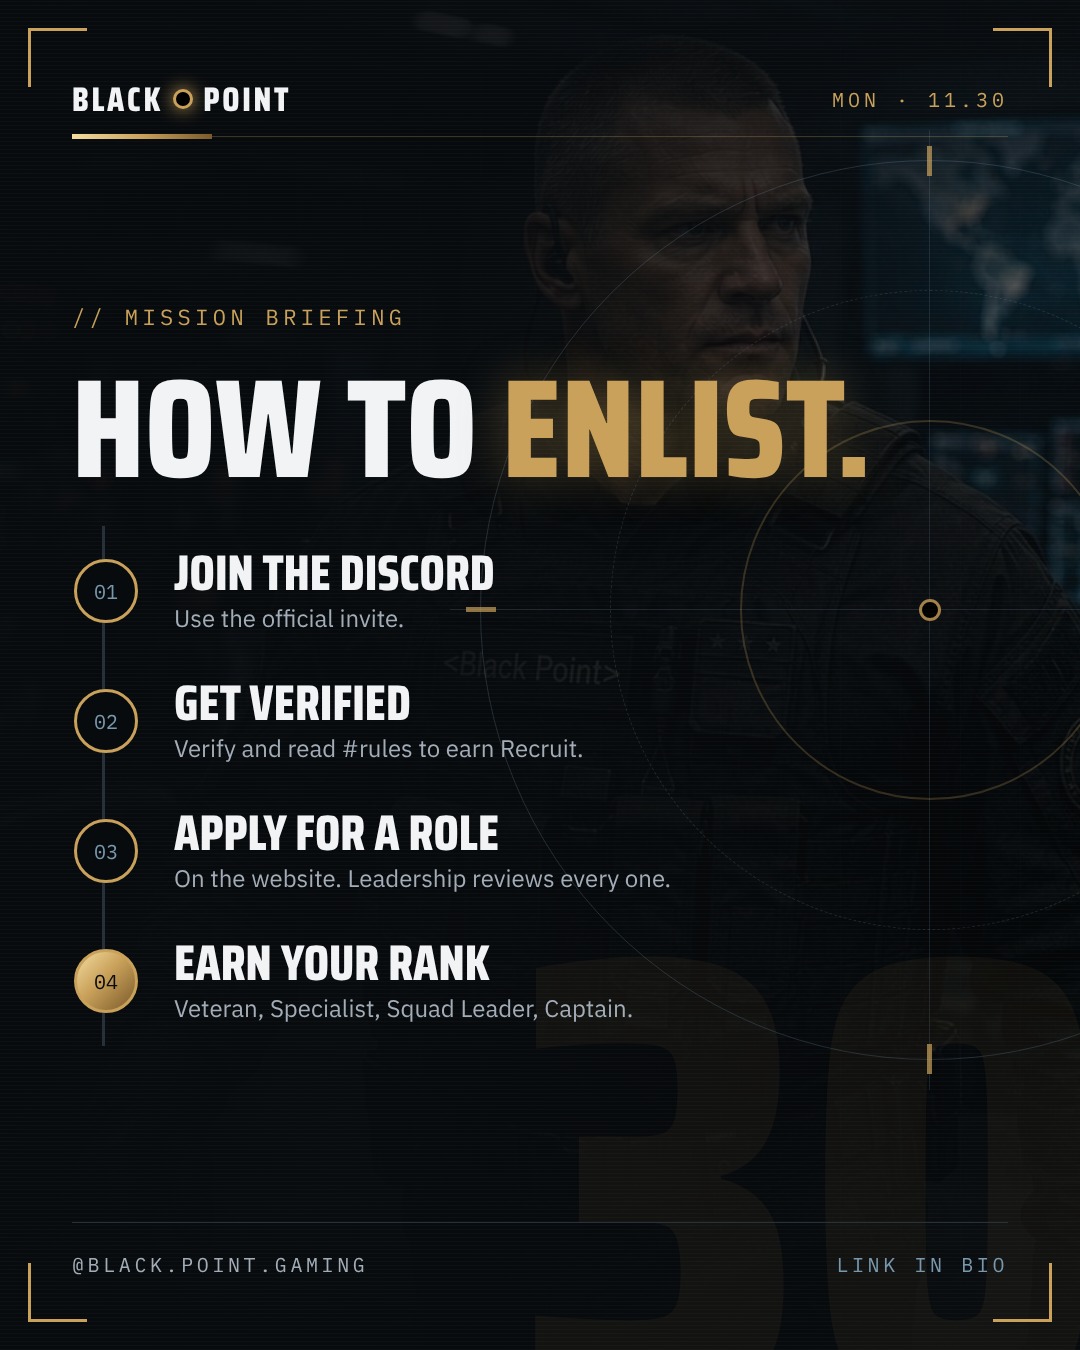 BLACK POINT
MON · 11.30
// MISSION BRIEFING
HOW TO ENLIST.
01
JOIN THE DISCORD
Use the official invite.
<Black Point>
02
GET VERIFIED
Verify and read #rules to earn Recruit.
03
APPLY FOR A ROLE
On the website. Leadership reviews every one.
04
EARN YOUR RANK
Veteran, Specialist, Squad Leader, Captain.
30
@BLACK.POINT.GAMING
LINK IN BIO